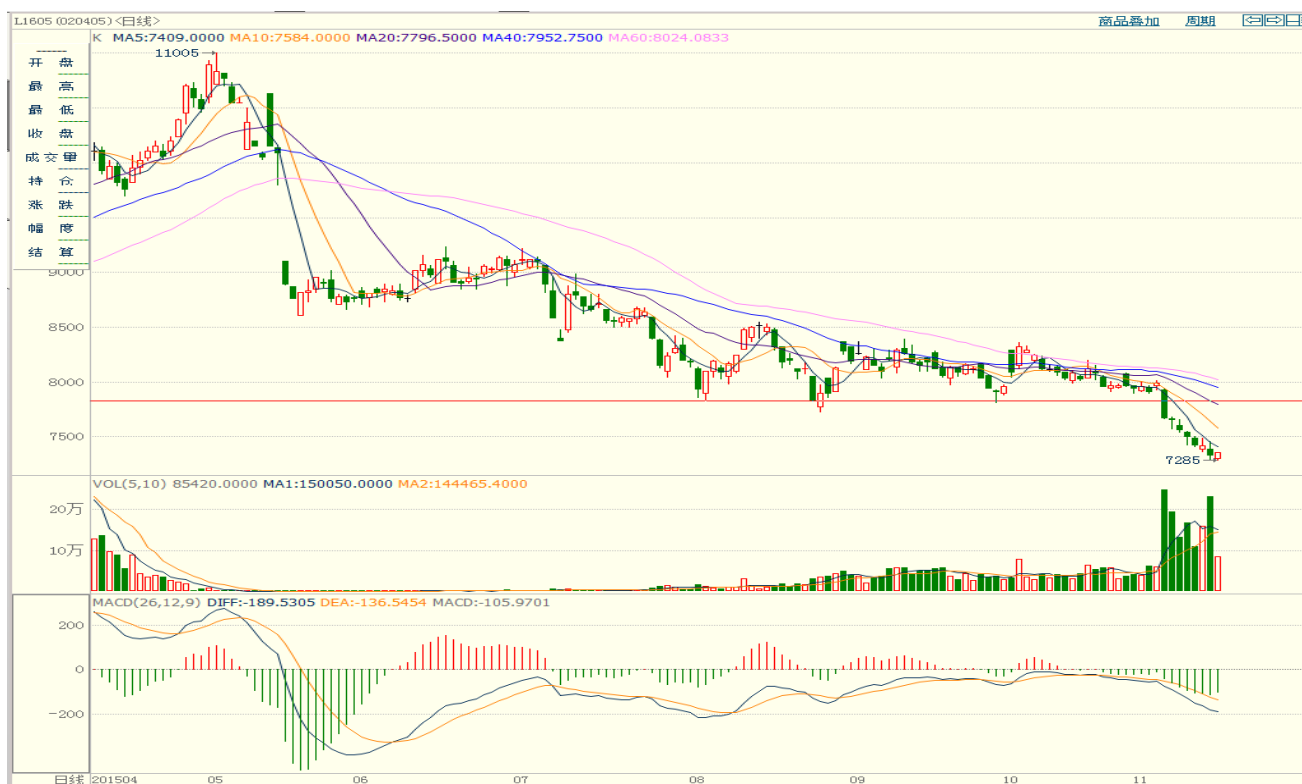 L1605 (020405)<日线>
商品叠加 周期
K MA5:7409.0000 MA10:7584.0000 MA20:7796.5000 MA40:7952.7500 MA60:8024.0833
开 盘
最 高
最 低
收 盘
成交量
持 仓
涨 跌
幅 度
结 算
11005
9000
8500
8000
7500
7285
VOL(5,10) 85420.0000 MA1:150050.0000 MA2:144465.4000
20万
10万
MACD(26,12,9) DIFF:-189.5305 DEA:-136.5454 MACD:-105.9701
200
0
-200
日线 201504 05 06 07 08 09 10 11